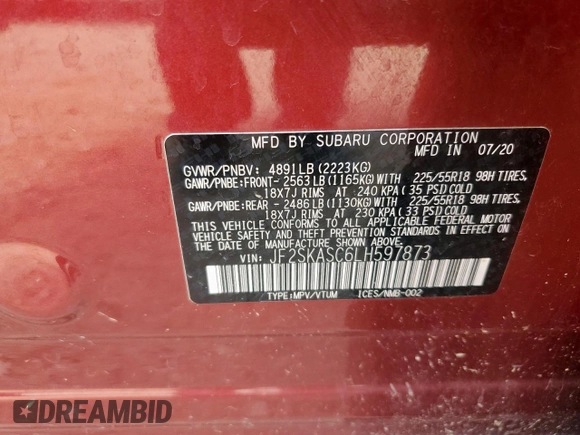 MFD BY SUBARU CORPORATION
MFD IN 07/20
GVWR/PNBV: 4891LB (2223KG)
GAWR/PNBE:FRONT- 2563LB (1165KG) WITH 225/55R18 98H TIRES,
18X7J RIMS AT 240 KPA (35 PSI) COLD
GAWR/PNBE:REAR - 2486LB (1130KG) WITH 225/55R18 98H TIRES,
18X7J RIMS AT 230 KPA (33 PSI) COLD
THIS VEHICLE CONFORMS TO ALL APPLICABLE FEDERAL MOTOR
VEHICLE SAFETY, BUMPER, AND THEFT PREVENTION STANDARDS
IN EFFECT ON THE DATE OF MANUFACTURE SHOWN ABOVE.
VIN: JF2SKASC6LH597873
TYPE:MPV/VTUM ICES/NMB-002
DREAMBID